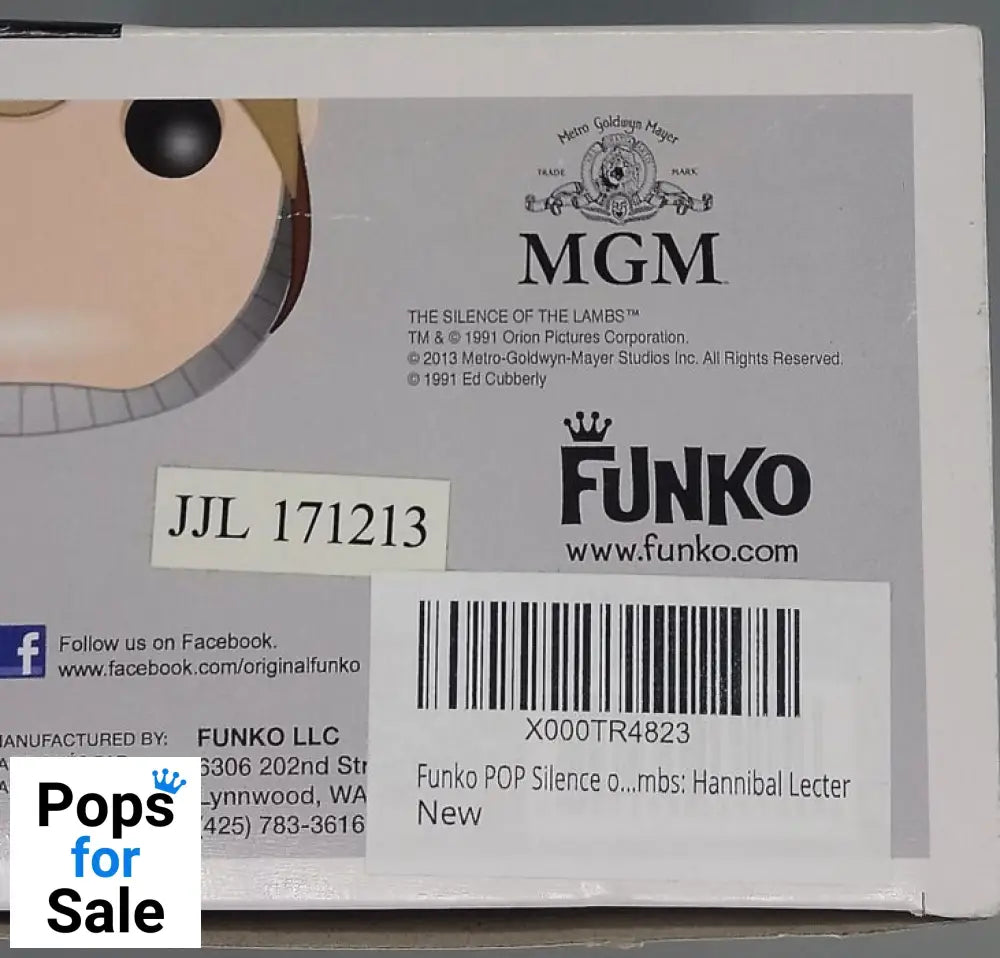 Metro Goldwyn Mayer
TRADE MARK
MGM
THE SILENCE OF THE LAMBS™
TM & © 1991 Orion Pictures Corporation.
© 2013 Metro-Goldwyn-Mayer Studios Inc. All Rights Reserved.
© 1991 Ed Cubberly
FUNKO
www.funko.com
JJL 171213
f
Follow us on Facebook.
www.facebook.com/originalfunko
ANUFACTURED BY: FUNKO LLC
6306 202nd Str
Lynnwood, WA
(425) 783-3616
X000TR4823
Funko POP Silence o...mbs: Hannibal Lecter
New
Pops
for
Sale